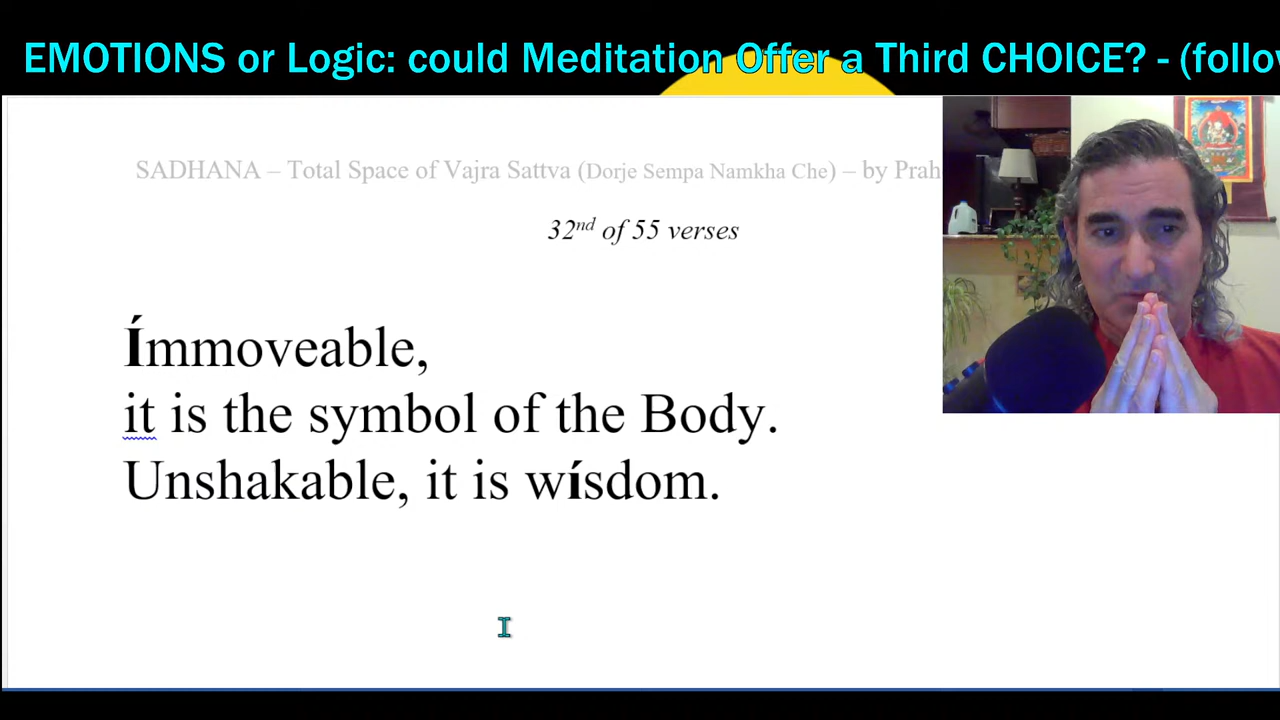 EMOTIONS or Logic: could Meditation Offer a Third CHOICE? - (follo
SADHANA – Total Space of Vajra Sattva (Dorje Sempa Namkha Che) – by Prah
32nd of 55 verses
Ímmoveable,
it is the symbol of the Body.
Unshakable, it is wísdom.